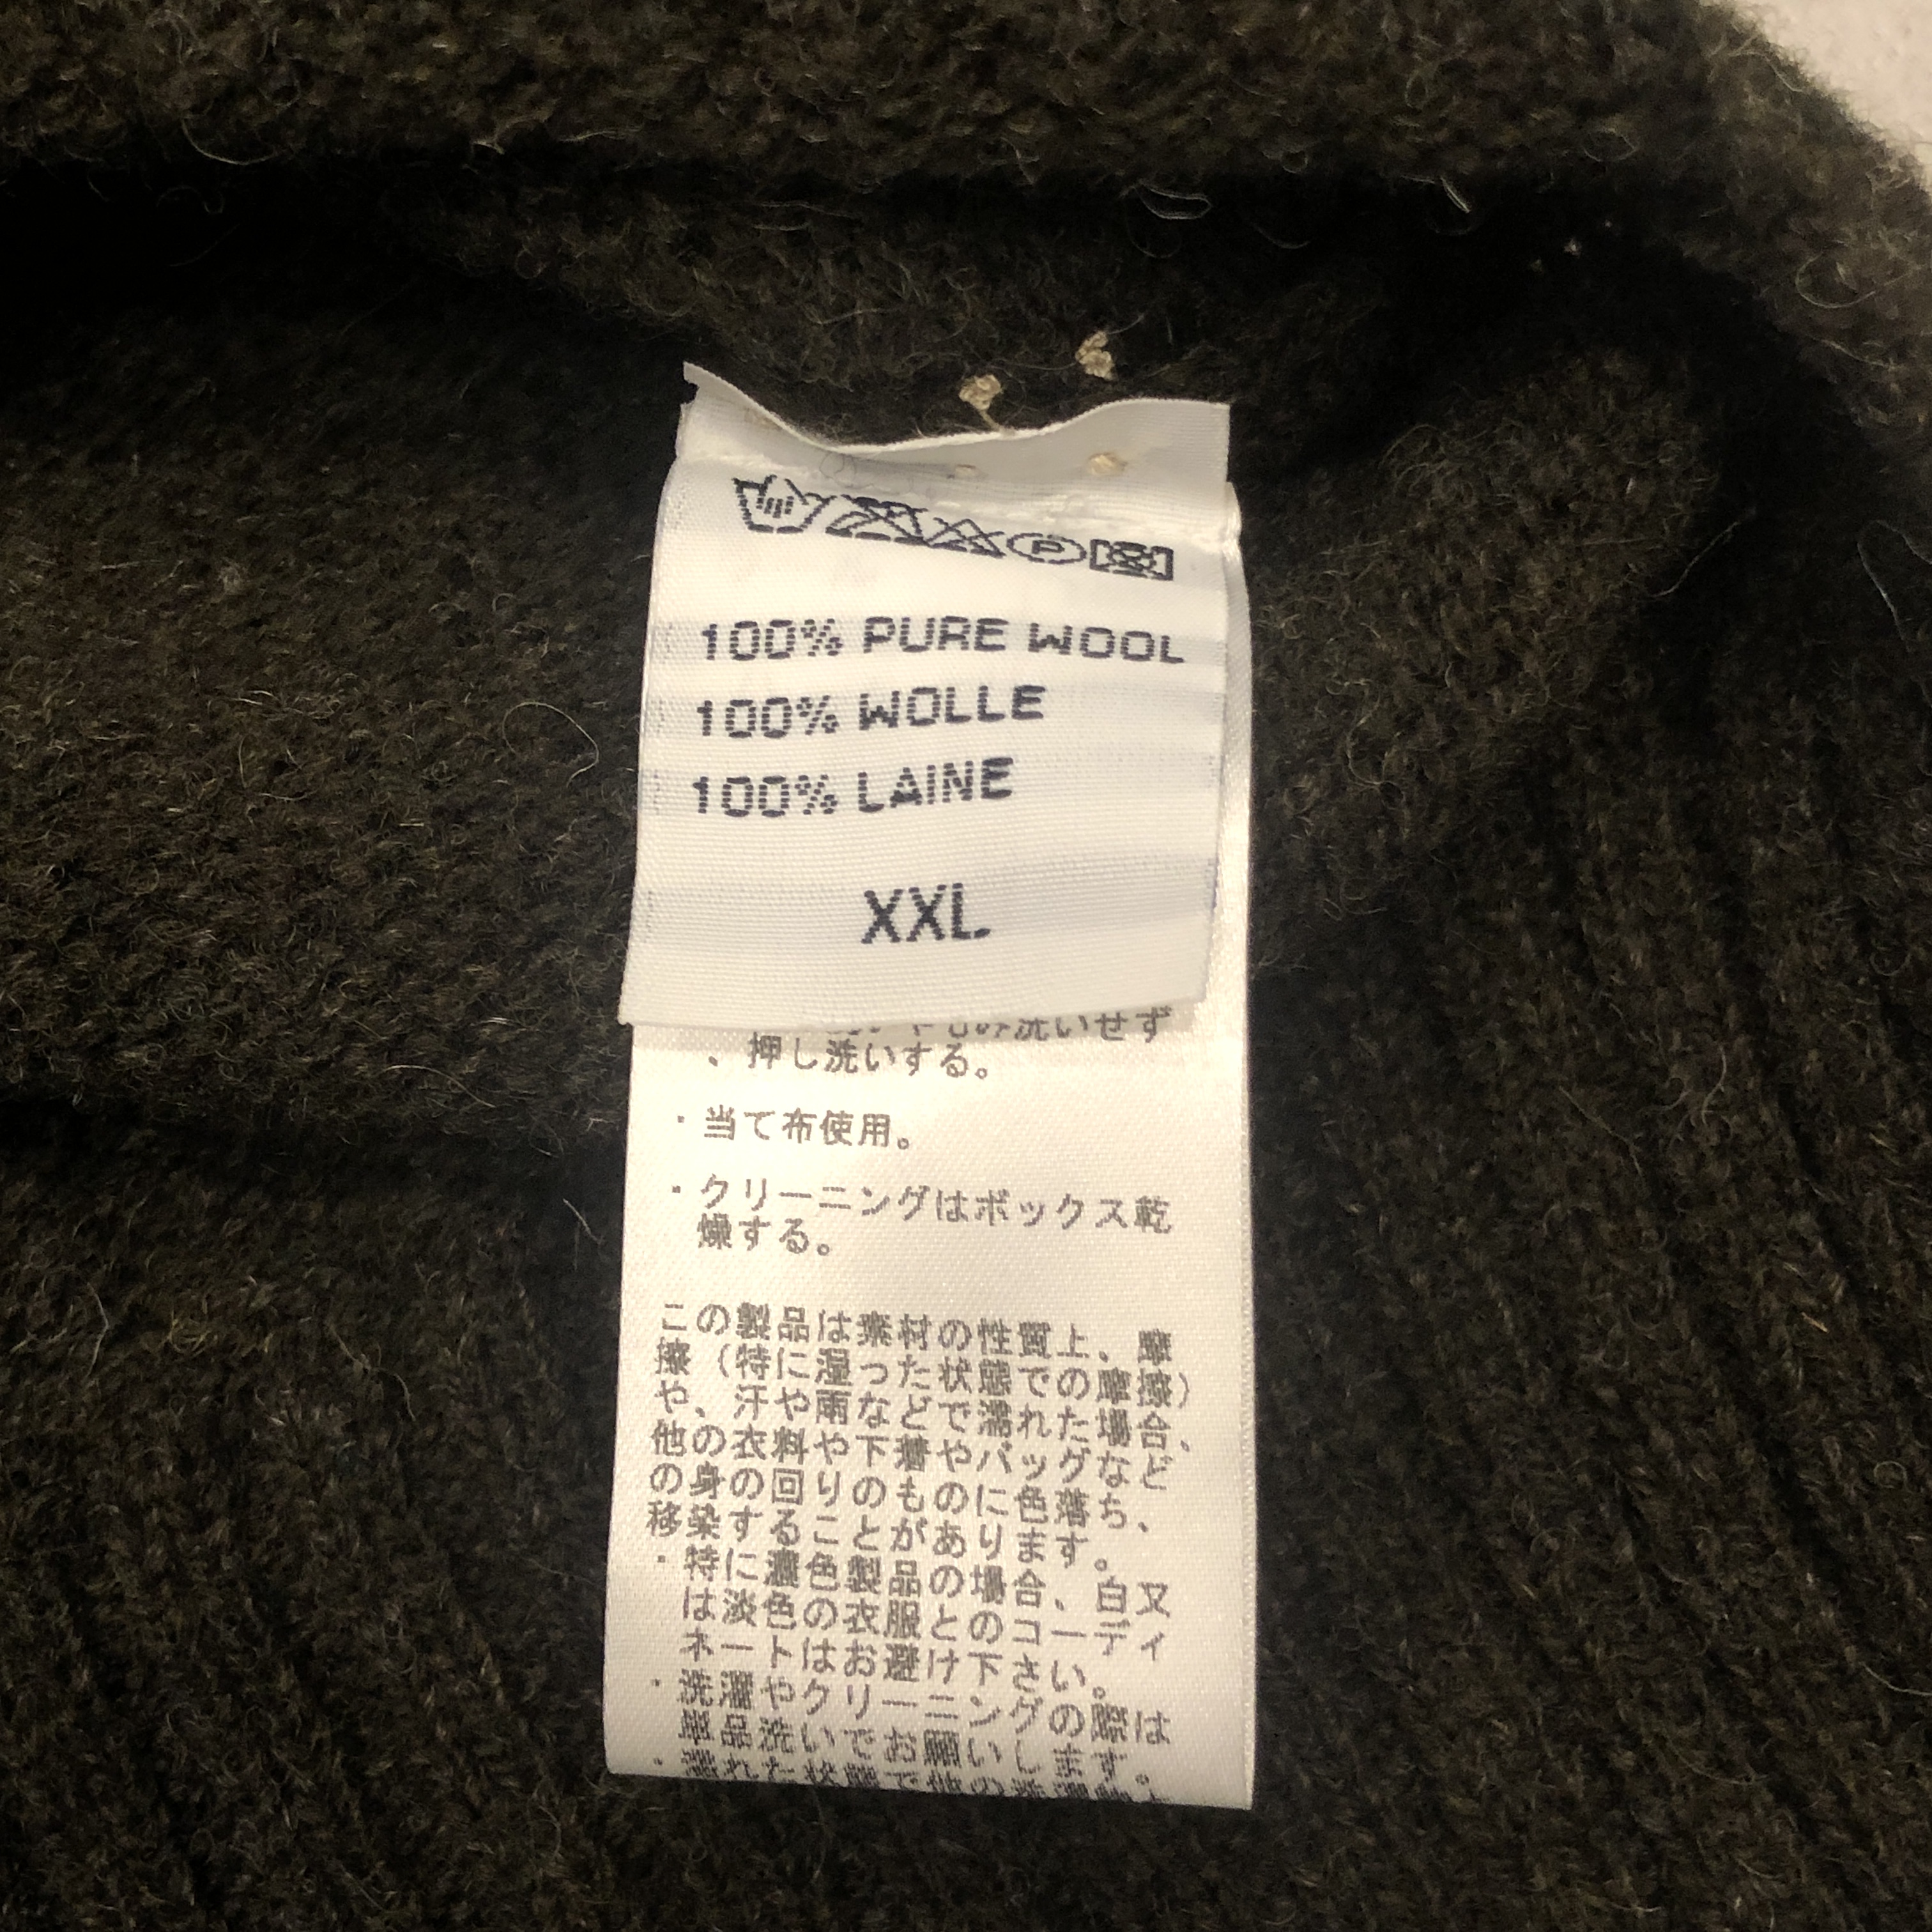 P
100% PURE WOOL
100% WOLLE
100% LAINE
XXL
洗いせず
、押し洗いする。
・当て布使用。
・クリーニングはボックス乾
燥する。
この製品は素材の性質上、摩
擦（特に湿った状態での摩擦）
や、汗や雨などで濡れた場合、
他の衣料や下着やバッグなど
の身の回りのものに色落ち、
移染することがあります。
・特に濃色製品の場合、白又
は淡色の衣服とのコーディ
ネートはお避け下さい。
・洗濯やクリーニングの際は
単品洗いでお願いします。